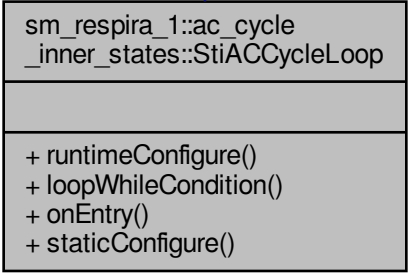 sm_respira_1::ac_cycle
_inner_states::StiACCycleLoop
+ runtimeConfigure()
+ loopWhileCondition()
+ onEntry()
+ staticConfigure()